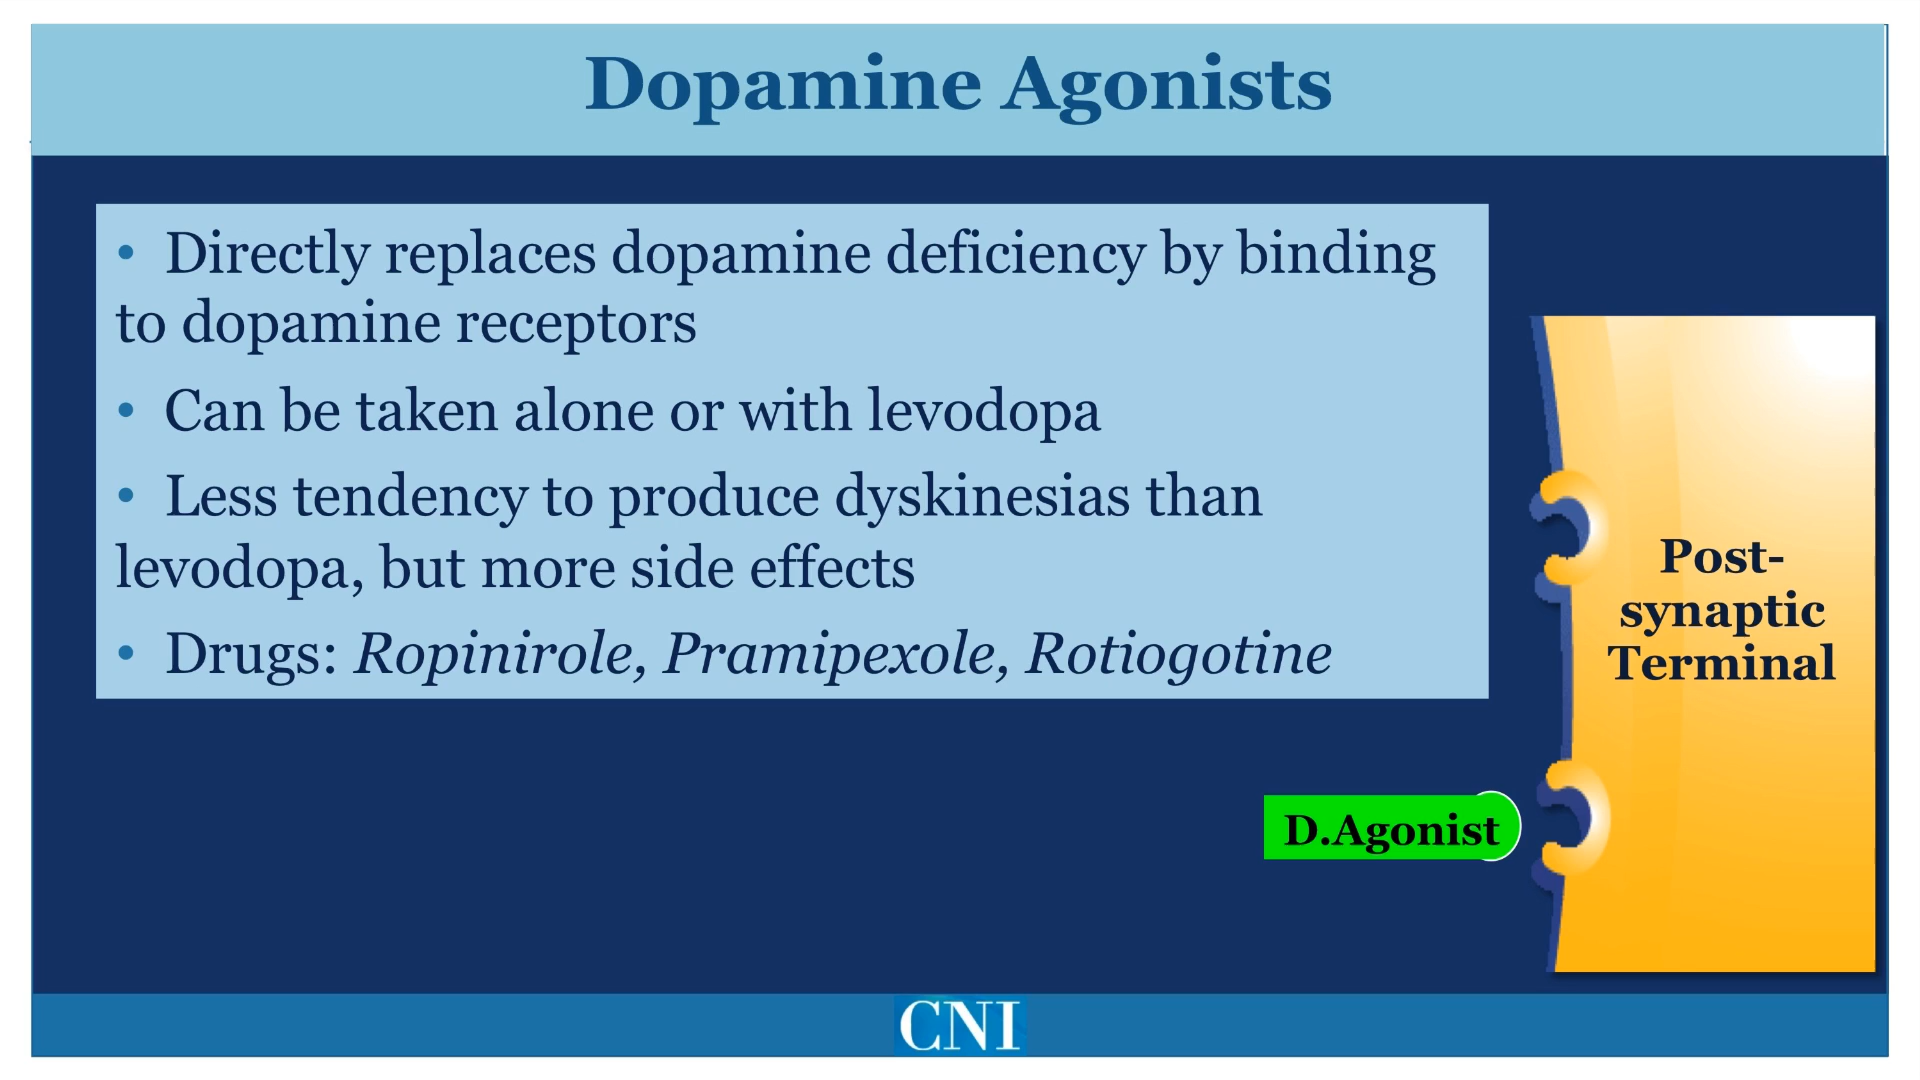 Dopamine Agonists
• Directly replaces dopamine deficiency by binding
to dopamine receptors
• Can be taken alone or with levodopa
• Less tendency to produce dyskinesias than
levodopa, but more side effects
• Drugs: Ropinirole, Pramipexole, Rotiogotine
Post-
synaptic
Terminal
D.Agonist
CNI